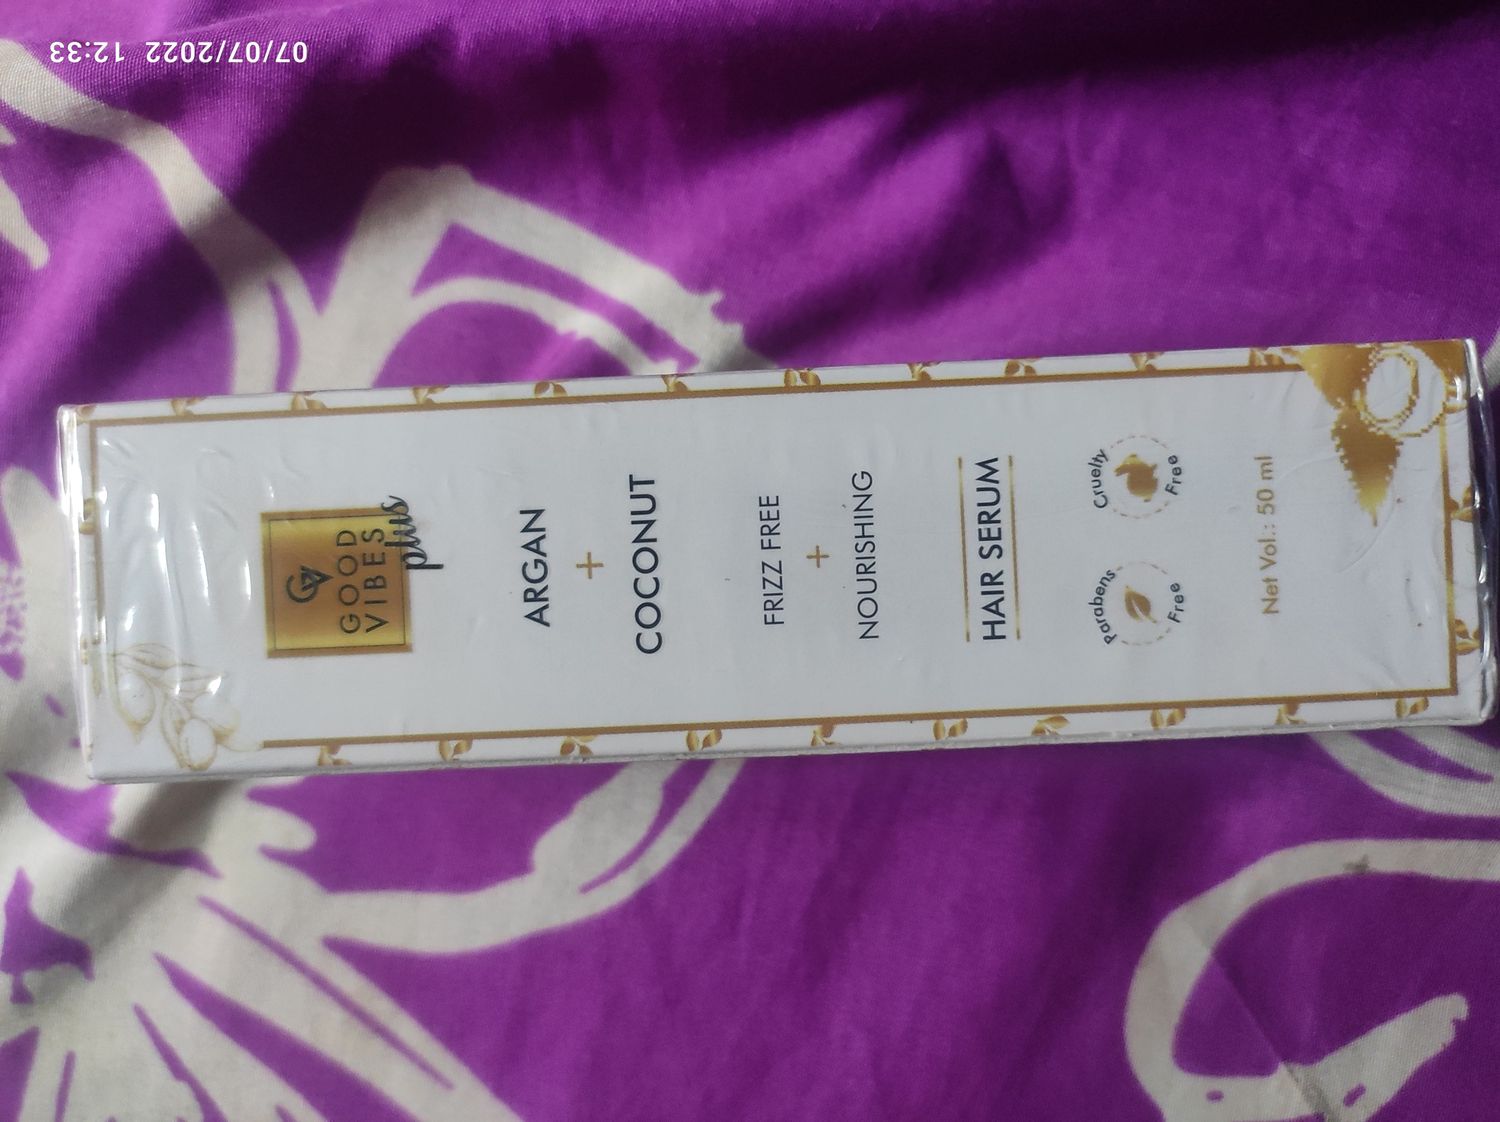 07/07/2022 12:33
GV
GOOD
VIBES
plus
ARGAN
+
COCONUT
FRIZZ FREE
+
NOURISHING
HAIR SERUM
Parabens
Free
Cruelty
Free
Net Vol.: 50 ml